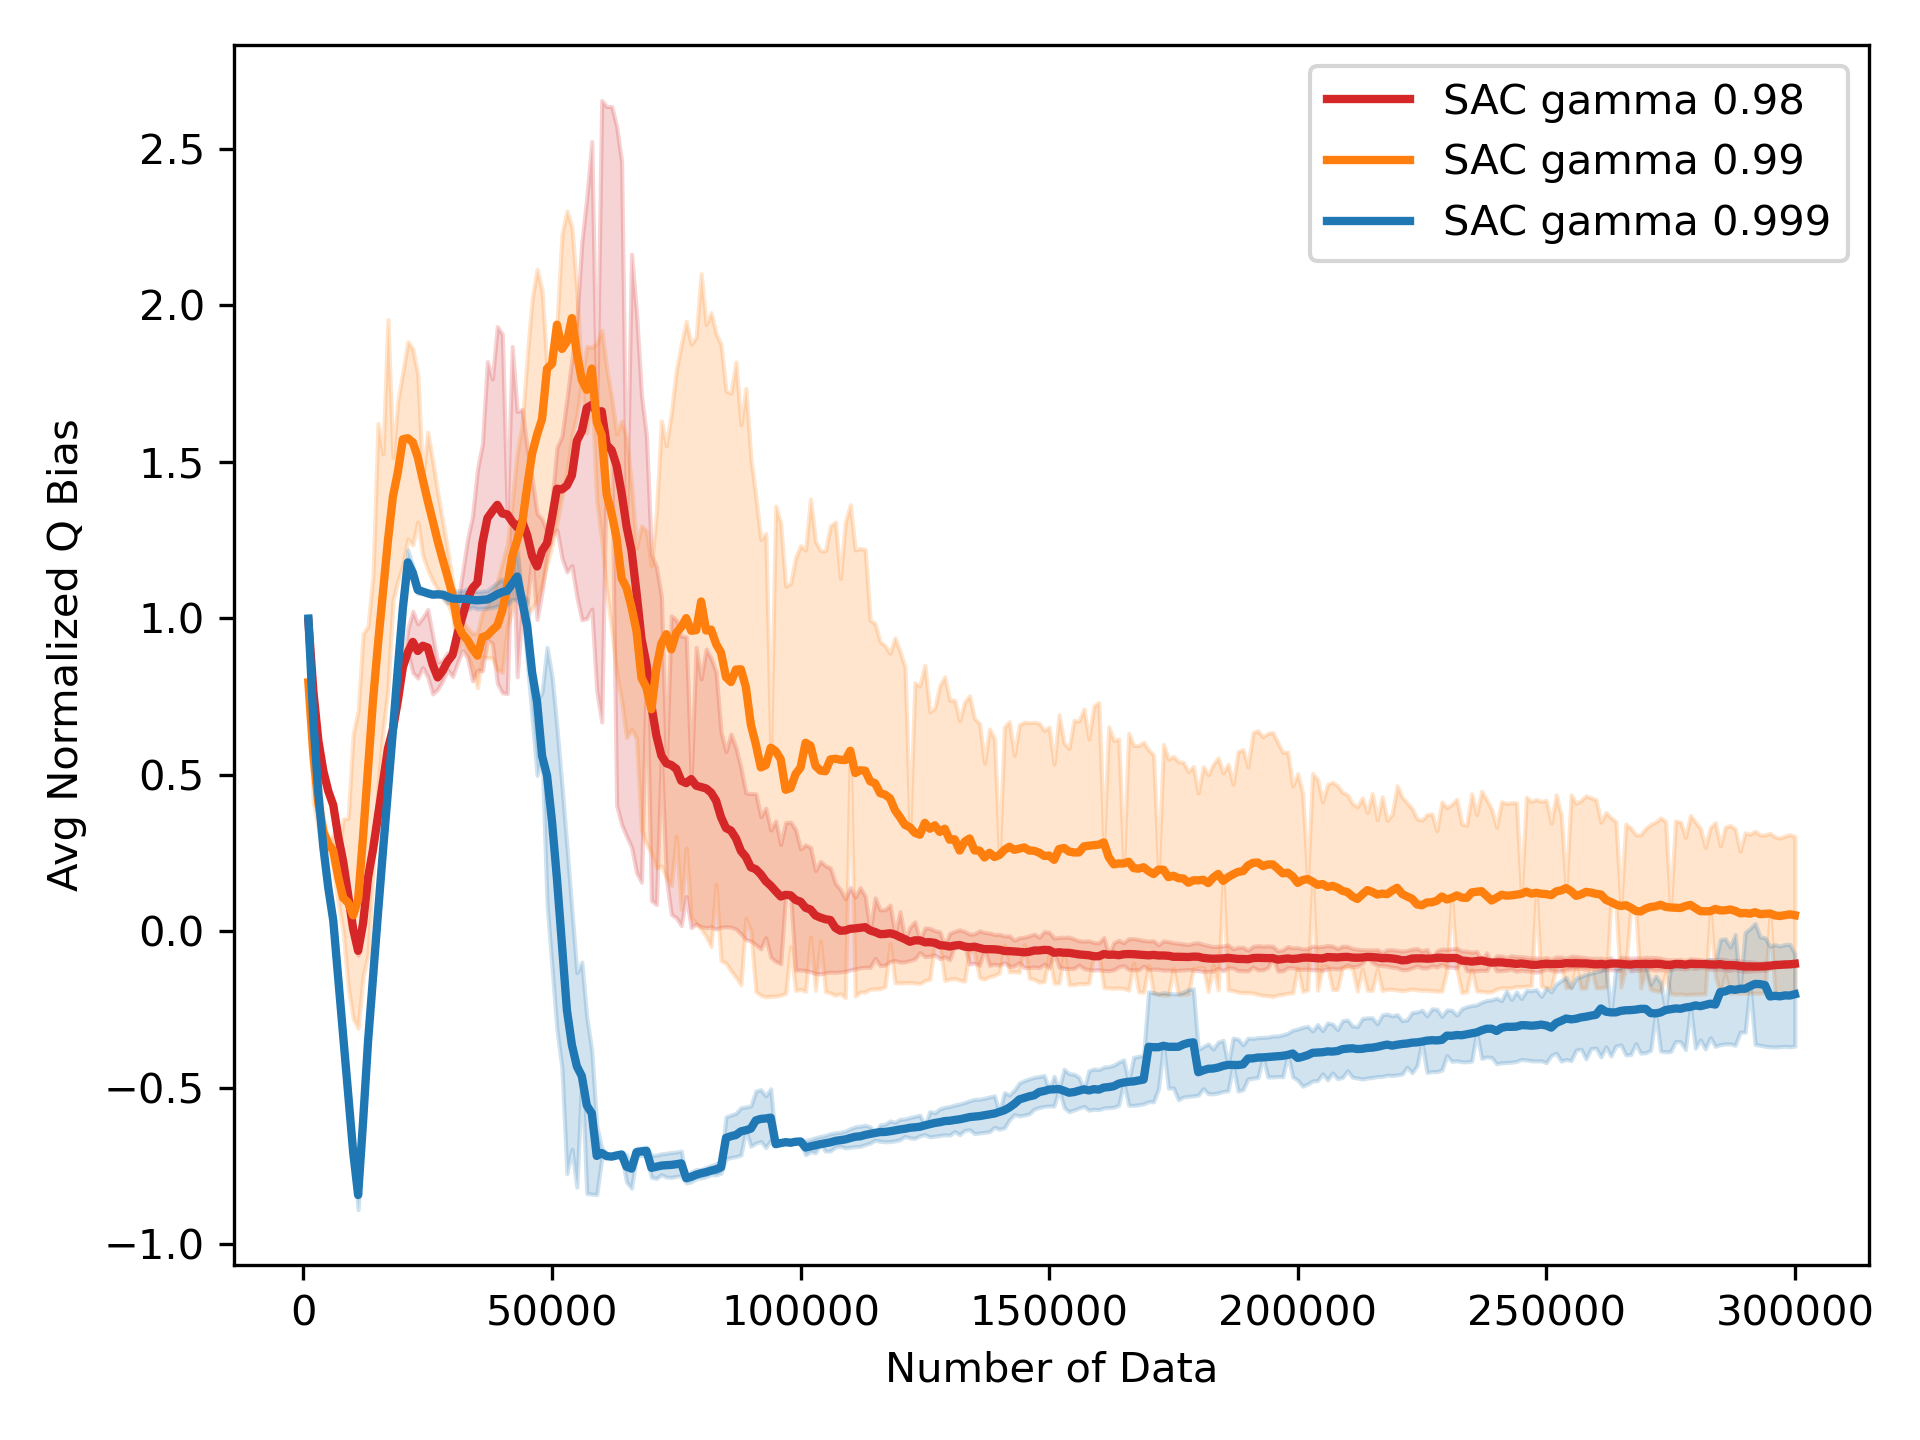 SAC gamma 0.98
SAC gamma 0.99
SAC gamma 0.999
Avg Normalized Q Bias
2.5
2.0
1.5
1.0
0.5
0.0
−0.5
−1.0
0 50000 100000 150000 200000 250000 300000
Number of Data